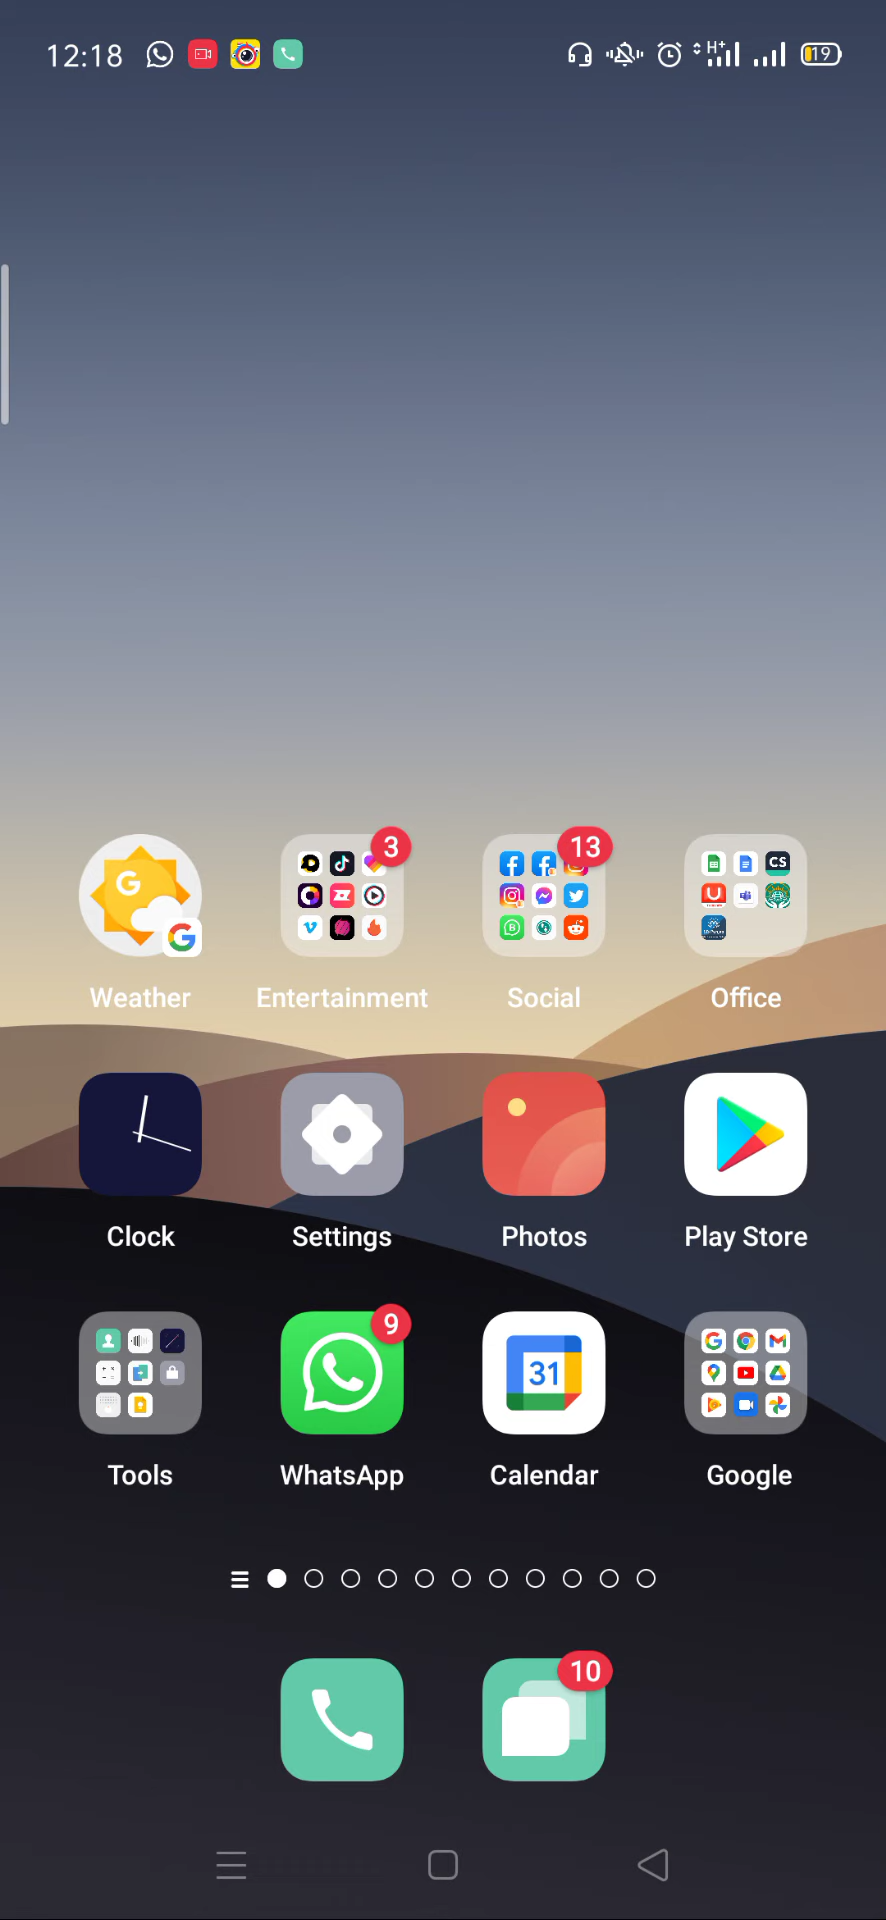 12:18 H+ 19
3 13
Weather Entertainment Social Office
Clock Settings Photos Play Store
9
31
Tools WhatsApp Calendar Google
10